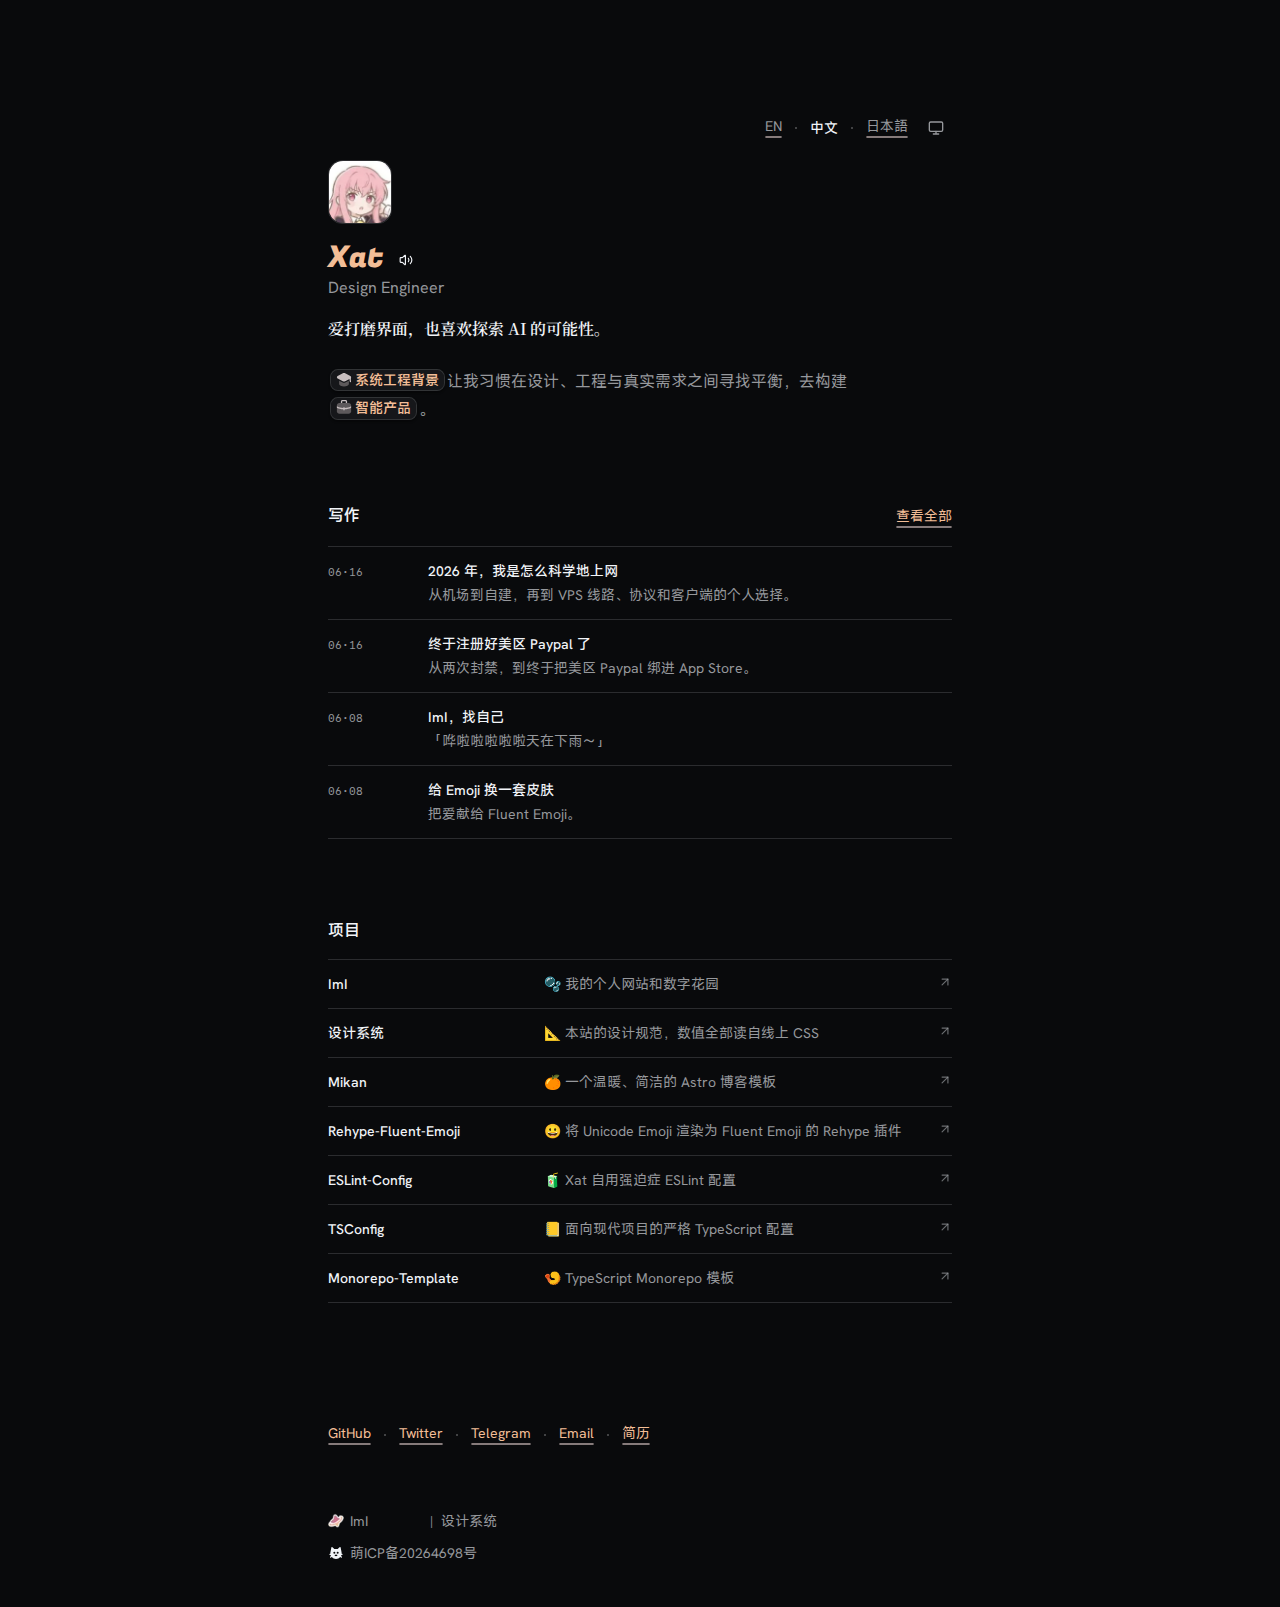 EN · 中文 · 日本語
Xat
Design Engineer
爱打磨界面，也喜欢探索 AI 的可能性。
🎓 系统工程背景 让我习惯在设计、工程与真实需求之间寻找平衡，去构建
💼 智能产品 。
写作 查看全部
06·16 2026 年，我是怎么科学地上网
从机场到自建，再到 VPS 线路、协议和客户端的个人选择。
06·16 终于注册好美区 Paypal 了
从两次封禁，到终于把美区 Paypal 绑进 App Store。
06·08 ImI，找自己
「哗啦啦啦啦啦天在下雨～」
06·08 给 Emoji 换一套皮肤
把爱献给 Fluent Emoji。
项目
ImI 🫧 我的个人网站和数字花园
设计系统 📐 本站的设计规范，数值全部读自线上 CSS
Mikan 🍊 一个温暖、简洁的 Astro 博客模板
Rehype-Fluent-Emoji 😀 将 Unicode Emoji 渲染为 Fluent Emoji 的 Rehype 插件
ESLint-Config 🧃 Xat 自用强迫症 ESLint 配置
TSConfig 📒 面向现代项目的严格 TypeScript 配置
Monorepo-Template 🍤 TypeScript Monorepo 模板
GitHub · Twitter · Telegram · Email · 简历
ImI | 设计系统
萌ICP备20264698号